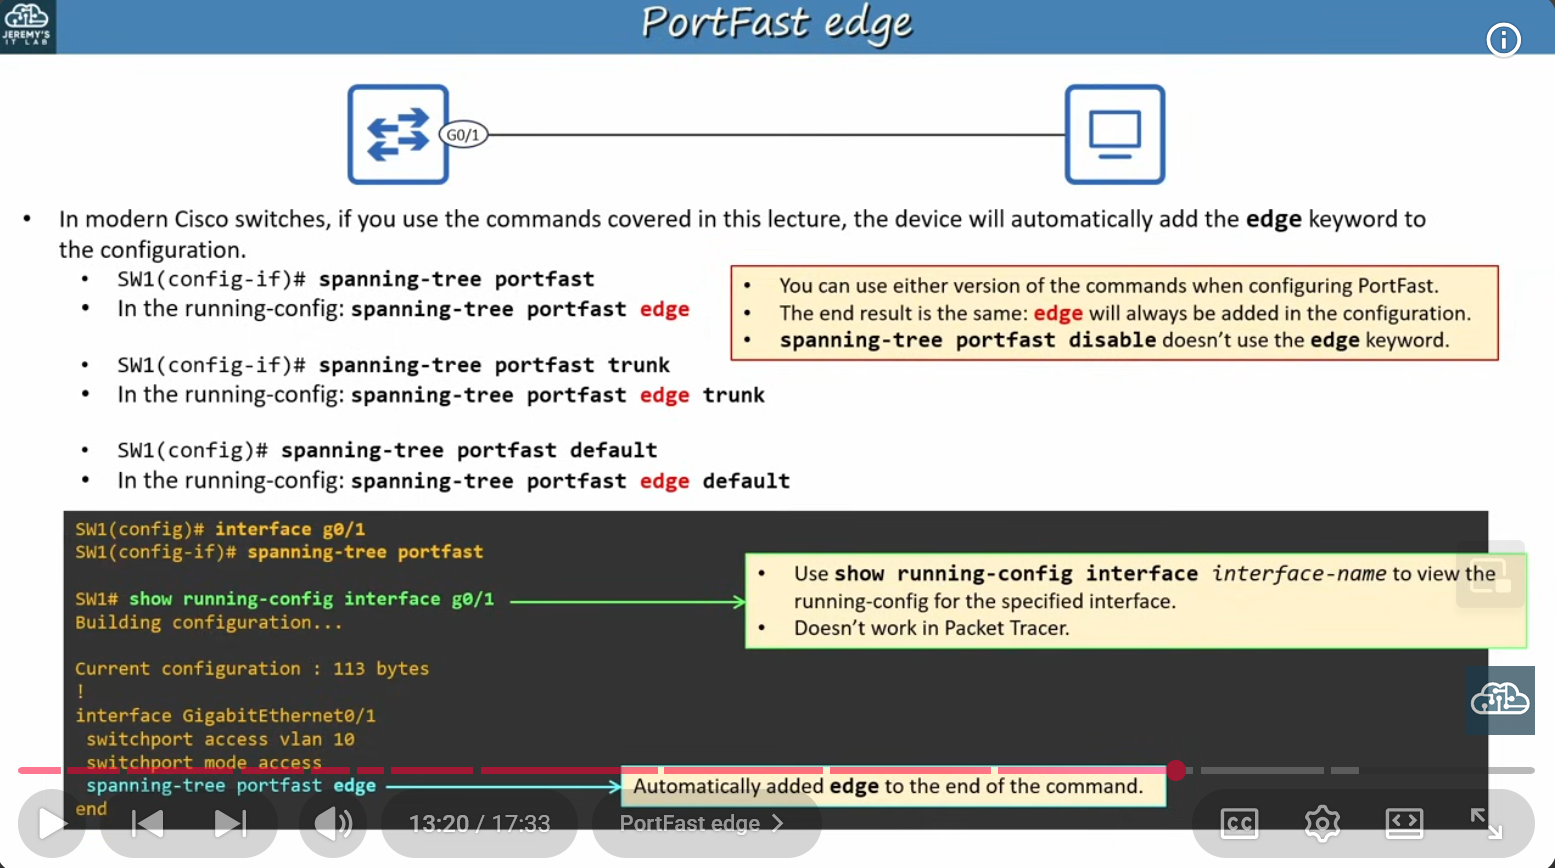 JEREMY'S
IT LAB
PortFast edge
G0/1
• In modern Cisco switches, if you use the commands covered in this lecture, the device will automatically add the edge keyword to
the configuration.
• SW1(config-if)# spanning-tree portfast
• In the running-config: spanning-tree portfast edge
• You can use either version of the commands when configuring PortFast.
• The end result is the same: edge will always be added in the configuration.
• spanning-tree portfast disable doesn't use the edge keyword.
• SW1(config-if)# spanning-tree portfast trunk
• In the running-config: spanning-tree portfast edge trunk
• SW1(config)# spanning-tree portfast default
• In the running-config: spanning-tree portfast edge default
SW1(config)# interface g0/1
SW1(config-if)# spanning-tree portfast
SW1# show running-config interface g0/1
Building configuration...
• Use show running-config interface interface-name to view the
running-config for the specified interface.
• Doesn't work in Packet Tracer.
Current configuration : 113 bytes
!
interface GigabitEthernet0/1
switchport access vlan 10
switchport mode access
spanning-tree portfast edge
Automatically added edge to the end of the command.
end
13:20 / 17:33
PortFast edge
CC